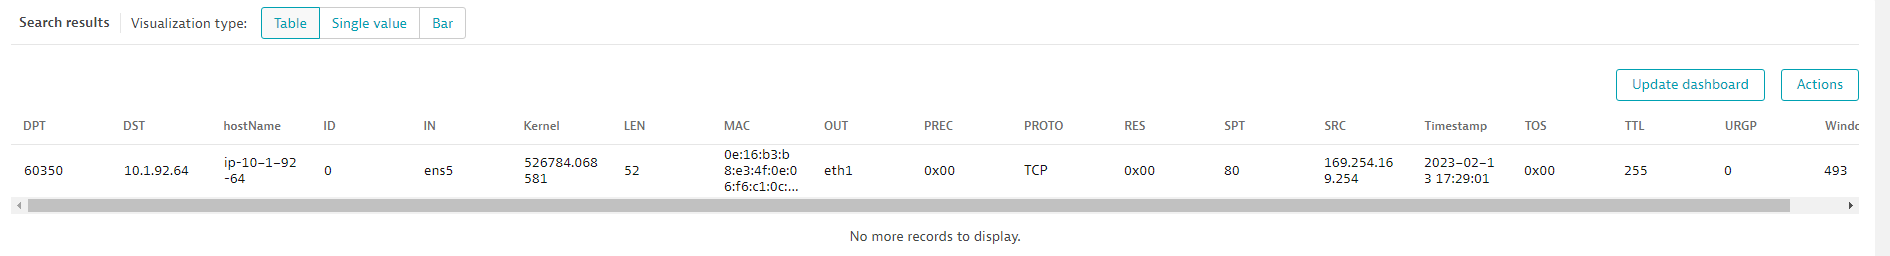 Search results Visualization type: Table Single value Bar
Update dashboard Actions
DPT DST hostName ID IN Kernel LEN MAC OUT PREC PROTO RES SPT SRC Timestamp TOS TTL URGP Windo
60350 10.1.92.64 ip-10-1-92-64 0 ens5 526784.068581 52 0e:16:b3:b8:e3:4f:0e:06:f6:c1:0c:... eth1 0x00 TCP 0x00 80 169.254.169.254 2023-02-13 17:29:01 0x00 255 0 493
No more records to display.